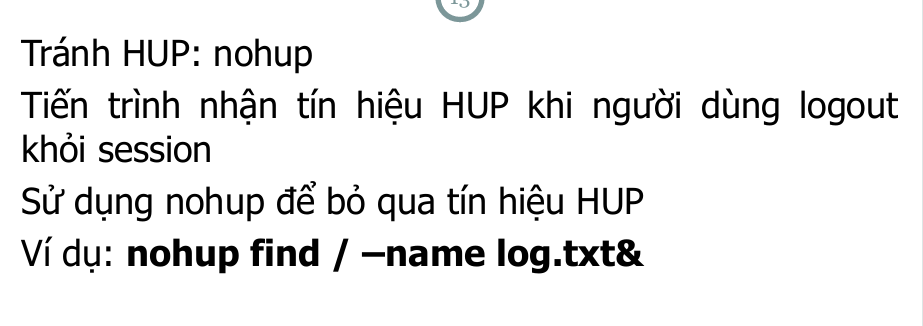 13
Tránh HUP: nohup
Tiến trình nhận tín hiệu HUP khi người dùng logout
khỏi session
Sử dụng nohup để bỏ qua tín hiệu HUP
Ví dụ: nohup find / –name log.txt&